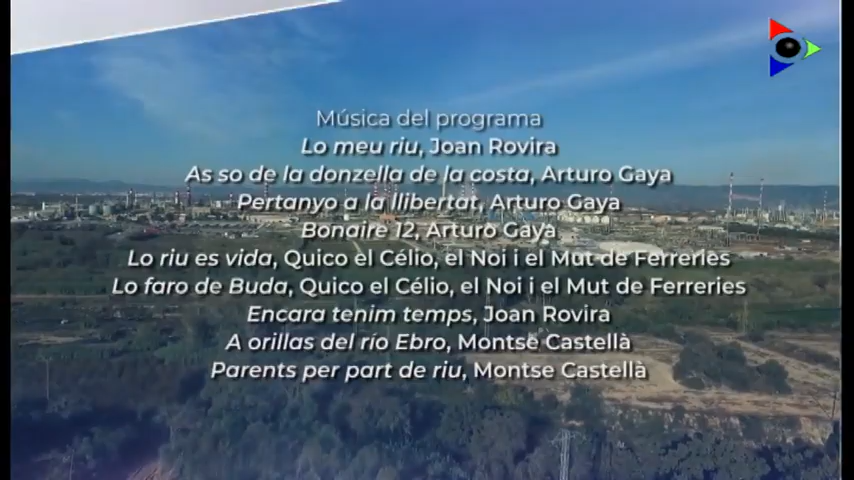 Música del programa
Lo meu riu, Joan Rovira
As so de la donzella de la costa, Arturo Gaya
Pertanyo a la llibertat, Arturo Gaya
Bonaire 12, Arturo Gaya
Lo riu es vida, Quico el Célio, el Noi i el Mut de Ferreries
Lo faro de Buda, Quico el Célio, el Noi i el Mut de Ferreries
Encara tenim temps, Joan Rovira
A orillas del río Ebro, Montse Castellà
Parents per part de riu, Montse Castellà